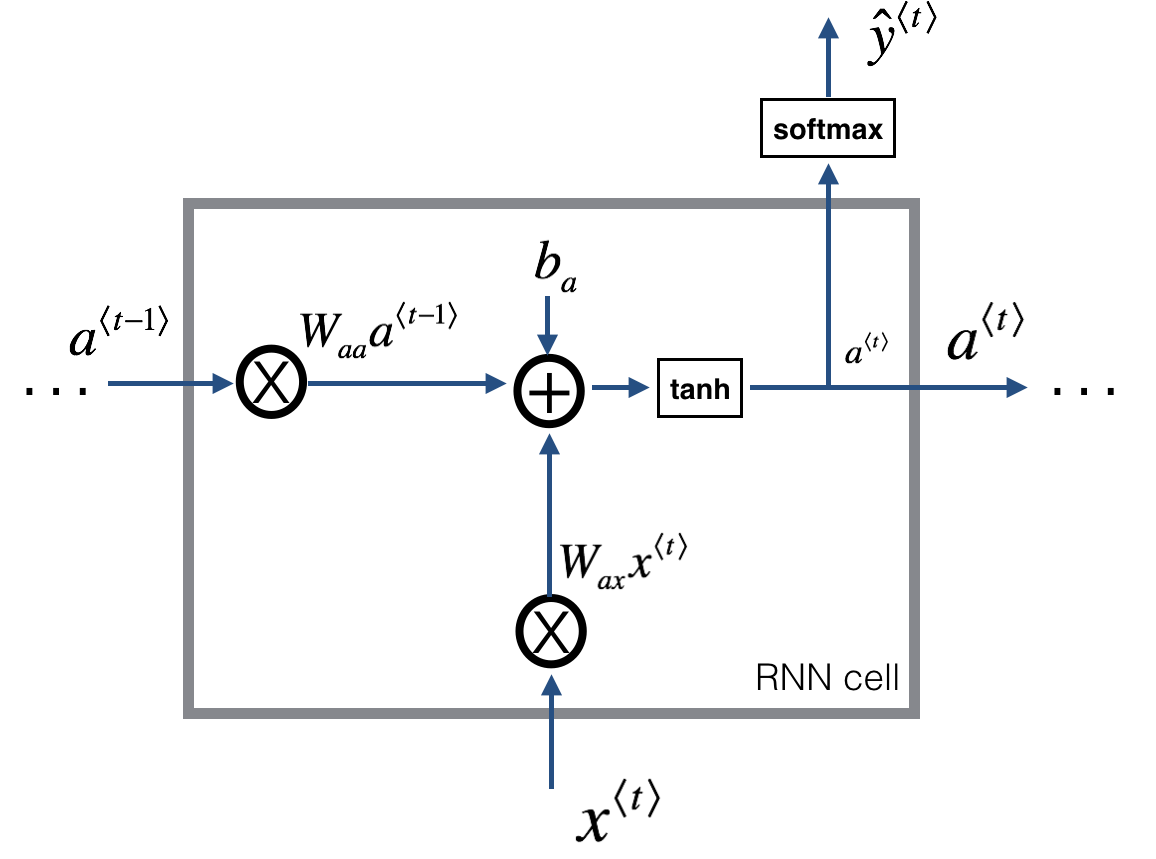 ŷ⟨t⟩
softmax
b_a
a⟨t−1⟩
W_aa a⟨t−1⟩
a⟨t⟩
a⟨t⟩
. . .
X
+
tanh
. . .
W_ax x⟨t⟩
X
RNN cell
x⟨t⟩